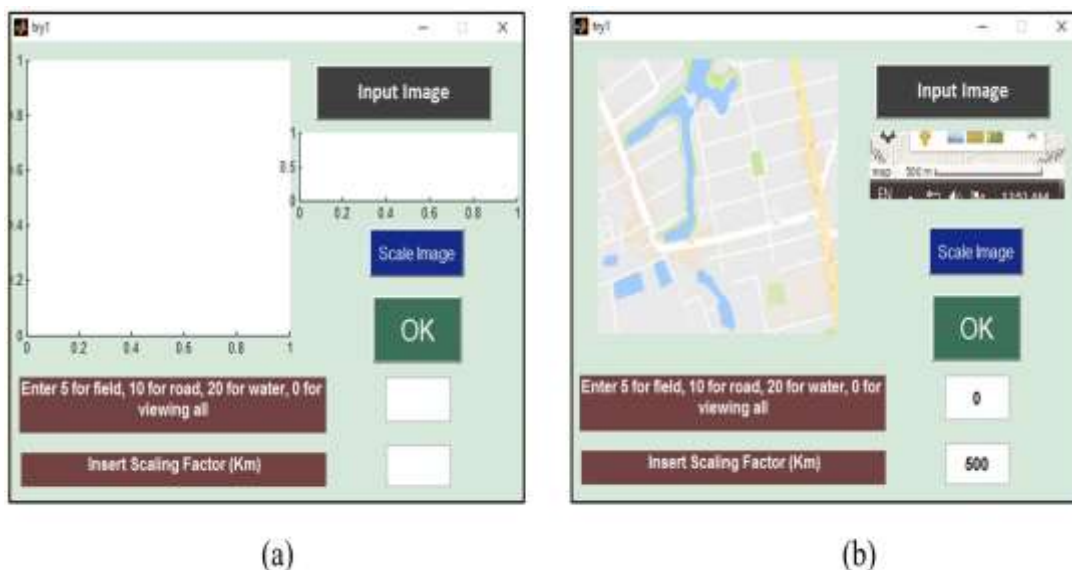 try1
1
0.8
0.6
0.4
0.2
0
0 0.2 0.4 0.6 0.8 1
Input Image
1
0.5
0
0 0.2 0.4 0.6 0.8 1
Scale Image
OK
Enter 5 for field, 10 for road, 20 for water, 0 for
viewing all
Insert Scaling Factor (Km)
(a)
try1
Input Image
map 500 m
EN
Scale Image
OK
Enter 5 for field, 10 for road, 20 for water, 0 for
viewing all
0
Insert Scaling Factor (Km)
500
(b)